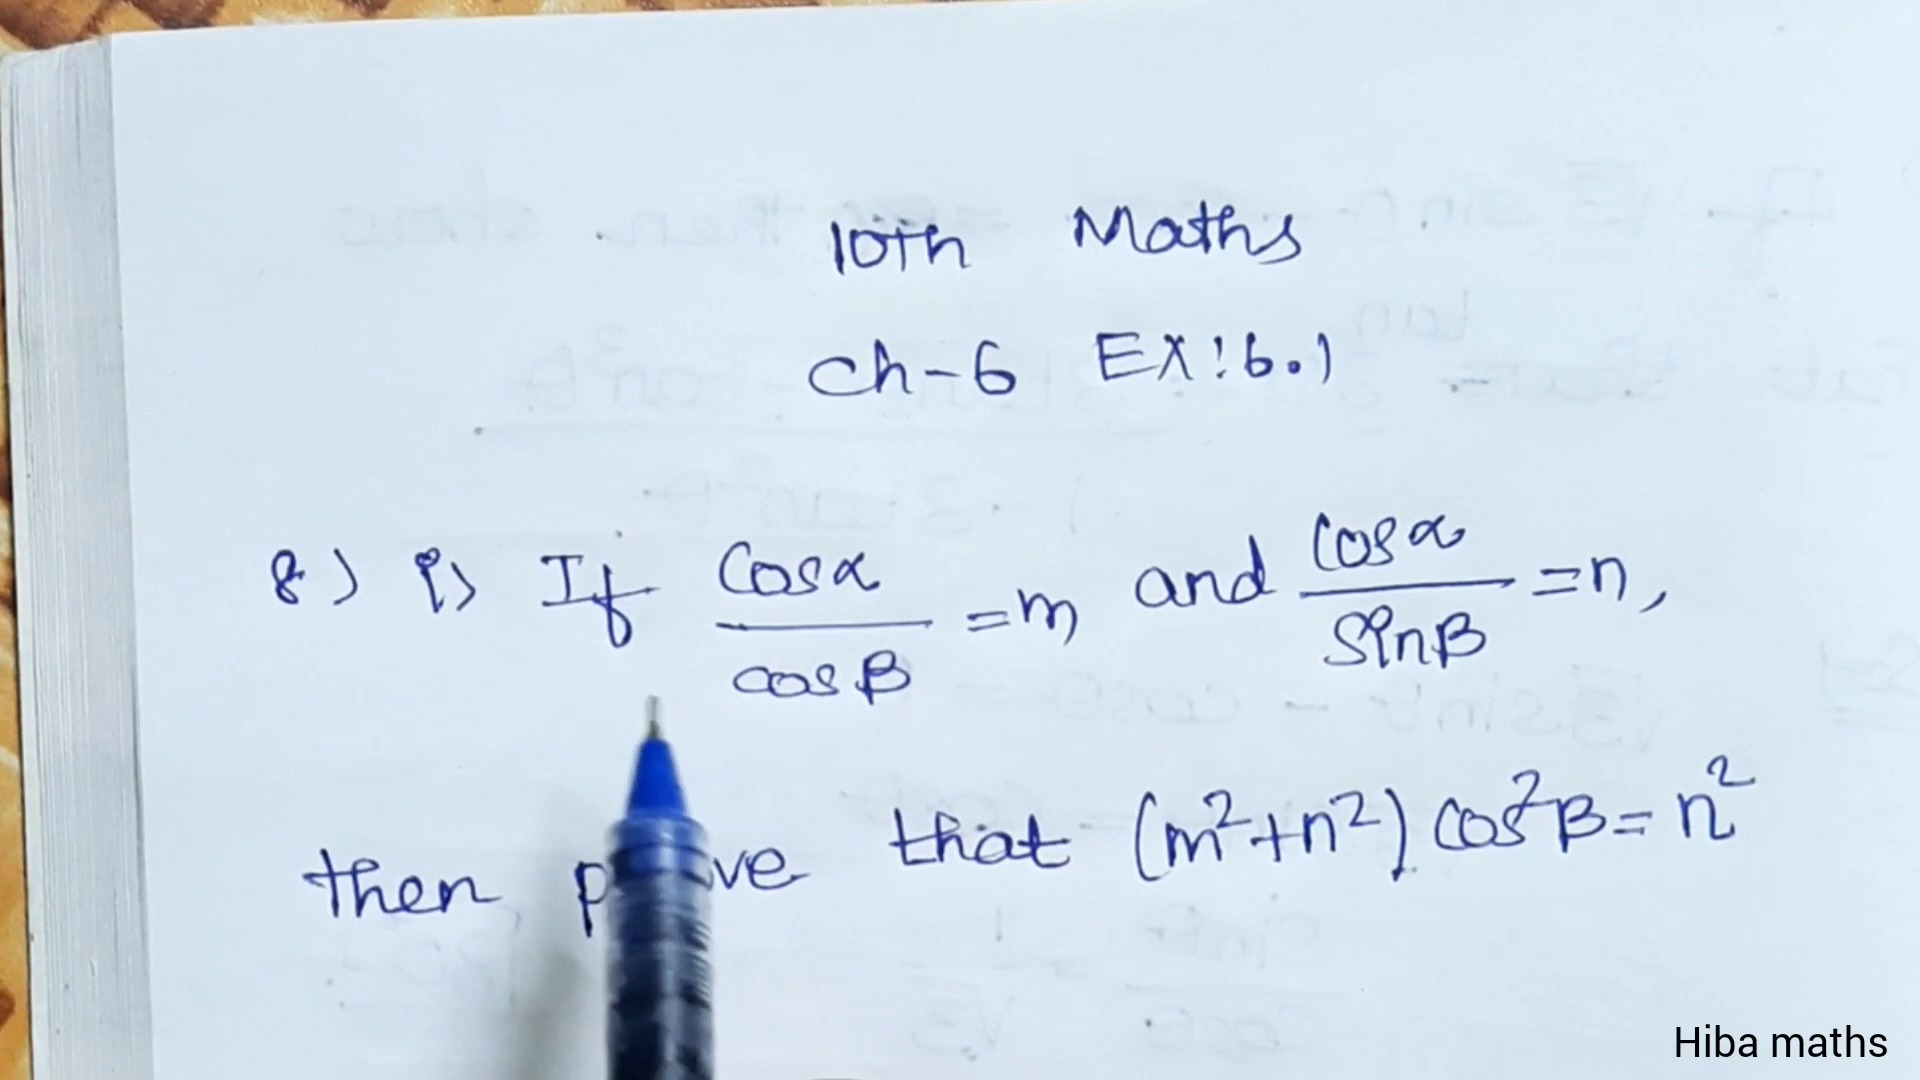 10th Maths
Ch-6 EX:6.1
8) i) If cosα/cosβ = m and cosα/sinβ = n,
then prove that (m²+n²) cos²β = n²
Hiba maths